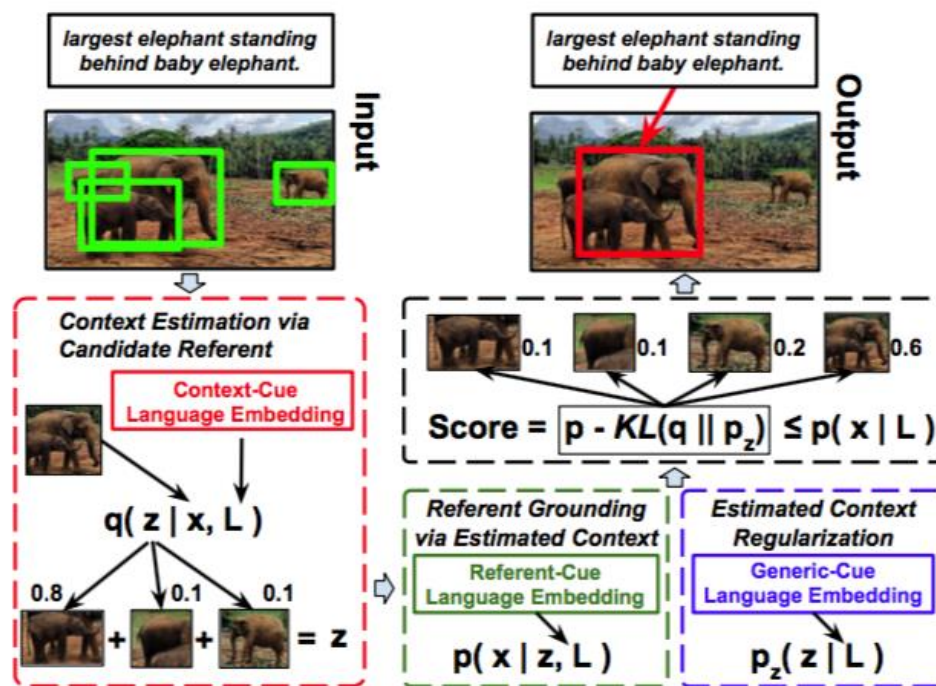 largest elephant standing
behind baby elephant.
Input
Context Estimation via
Candidate Referent
Context-Cue
Language Embedding
q( z | x, L )
0.8
0.1
0.1
+
+
= z
largest elephant standing
behind baby elephant.
Output
0.1
0.1
0.2
0.6
Score = p - KL(q || p_z) ≤ p( x | L )
Referent Grounding
via Estimated Context
Referent-Cue
Language Embedding
p( x | z, L )
Estimated Context
Regularization
Generic-Cue
Language Embedding
p_z( z | L )